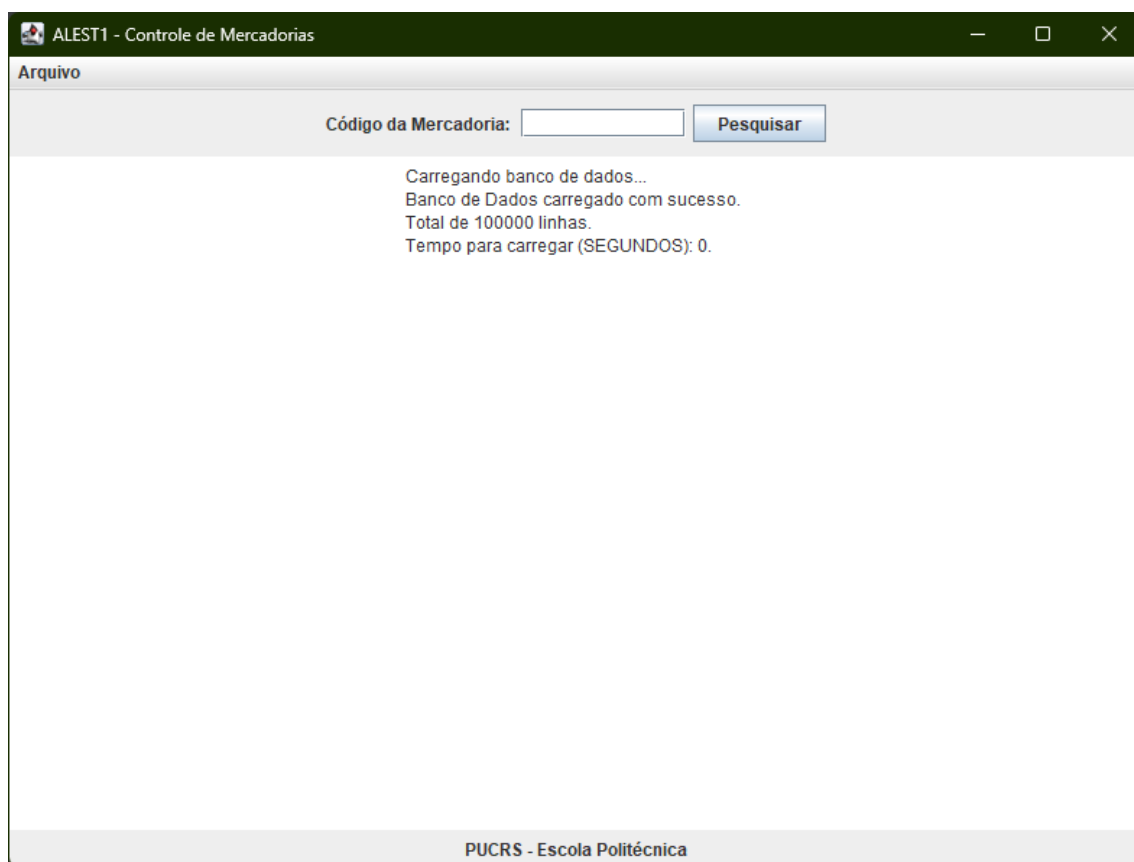 ALEST1 - Controle de Mercadorias
Arquivo
Código da Mercadoria: Pesquisar
Carregando banco de dados...
Banco de Dados carregado com sucesso.
Total de 100000 linhas.
Tempo para carregar (SEGUNDOS): 0.
PUCRS - Escola Politécnica